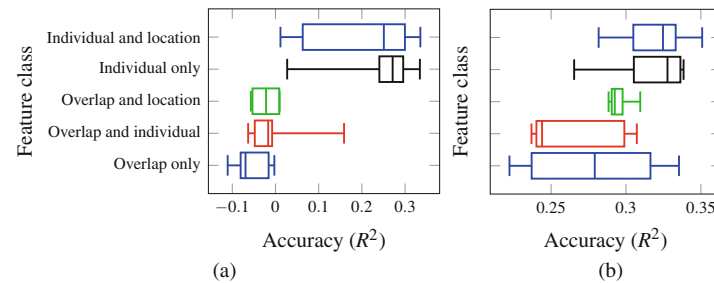 Feature class
Individual and location
Individual only
Overlap and location
Overlap and individual
Overlap only
−0.1 0 0.1 0.2 0.3
Accuracy (R²)
(a)
Feature class
0.25 0.3 0.35
Accuracy (R²)
(b)